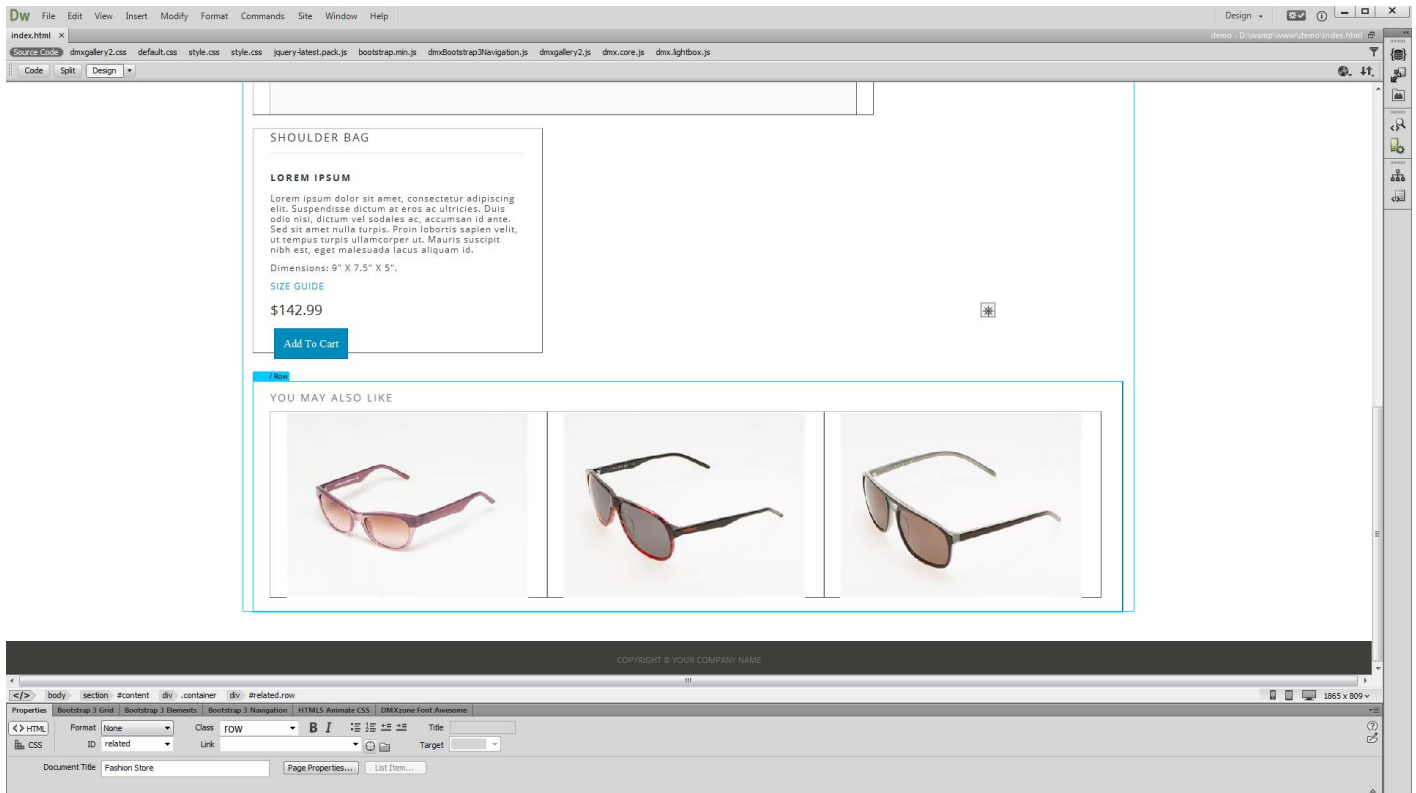 Dw File Edit View Insert Modify Format Commands Site Window Help Design
index.html × demo - D:\wamp\www\demo\index.html
Source Code dmxgallery2.css default.css style.css style.css jquery-latest.pack.js bootstrap.min.js dmxBootstrap3Navigation.js dmxgallery2.js dmx.core.js dmx.lightbox.js
Code Split Design
SHOULDER BAG
LOREM IPSUM
Lorem ipsum dolor sit amet, consectetur adipiscing
elit. Suspendisse dictum at eros ac ultricies. Duis
odio nisi, dictum vel sodales ac, accumsan id ante.
Sed sit amet nulla turpis. Proin lobortis sapien velit,
ut tempus turpis ullamcorper ut. Mauris suscipit
nibh est, eget malesuada lacus aliquam id.
Dimensions: 9" X 7.5" X 5".
SIZE GUIDE
$142.99
Add To Cart
/ Row
YOU MAY ALSO LIKE
COPYRIGHT © YOUR COMPANY NAME
</> body section #content div .container div #related.row 1865 x 809
Properties Bootstrap 3 Grid Bootstrap 3 Elements Bootstrap 3 Navigation HTML5 Animate CSS DMXzone Font Awesome
<> HTML Format None Class row B I Title
CSS ID related Link Target
Document Title Fashion Store Page Properties... List Item...